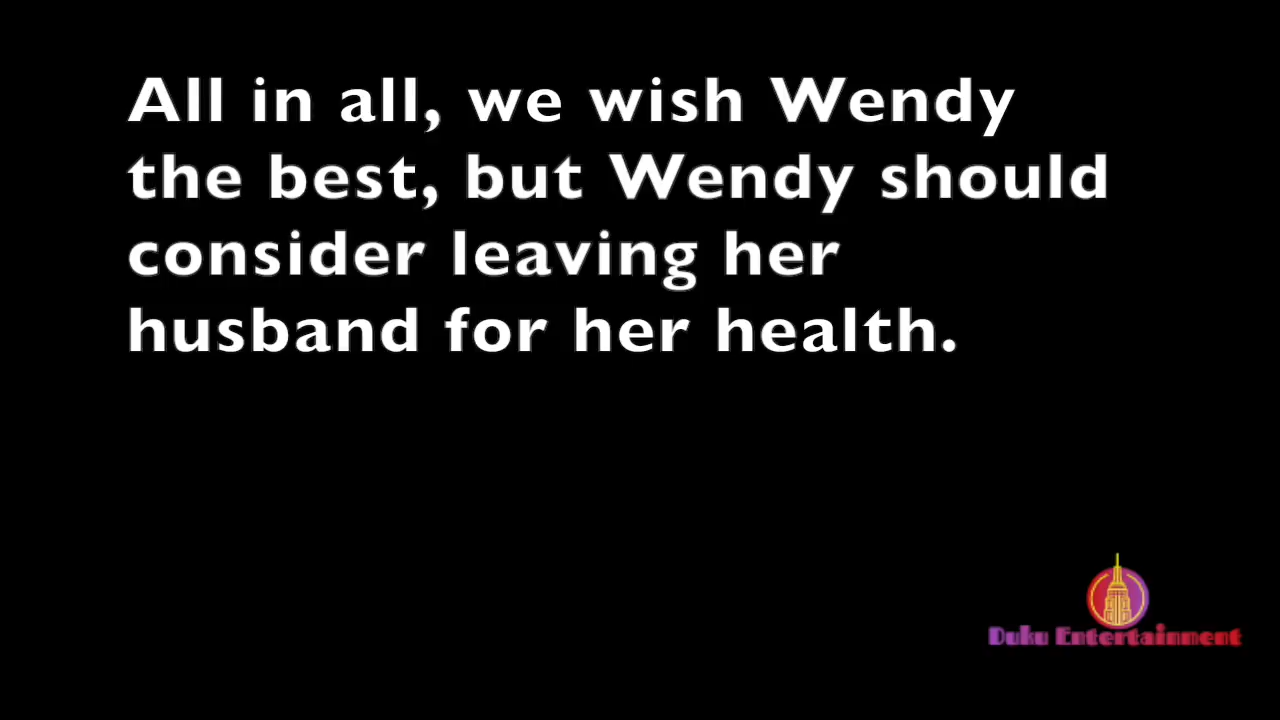 All in all, we wish Wendy
the best, but Wendy should
consider leaving her
husband for her health.
Duku Entertainment